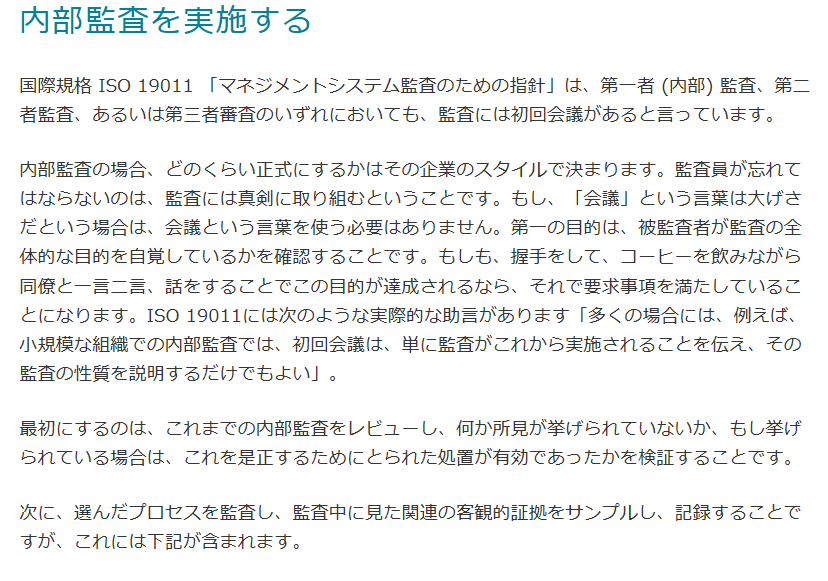 内部監査を実施する
国際規格 ISO 19011 「マネジメントシステム監査のための指針」は、第一者 (内部) 監査、第二
者監査、あるいは第三者審査のいずれにおいても、監査には初回会議があると言っています。
内部監査の場合、どのくらい正式にするかはその企業のスタイルで決まります。監査員が忘れて
はならないのは、監査には真剣に取り組むということです。もし、「会議」という言葉は大げさ
だという場合は、会議という言葉を使う必要はありません。第一の目的は、被監査者が監査の全
体的な目的を自覚しているかを確認することです。もしも、握手をして、コーヒーを飲みながら
同僚と一言二言、話をすることでこの目的が達成されるなら、それで要求事項を満たしているこ
とになります。ISO 19011には次のような実際的な助言があります「多くの場合には、例えば、
小規模な組織での内部監査では、初回会議は、単に監査がこれから実施されることを伝え、その
監査の性質を説明するだけでもよい」。
最初にするのは、これまでの内部監査をレビューし、何か所見が挙げられていないか、もし挙げ
られている場合は、これを是正するためにとられた処置が有効であったかを検証することです。
次に、選んだプロセスを監査し、監査中に見た関連の客観的証拠をサンプルし、記録することで
すが、これには下記が含まれます。